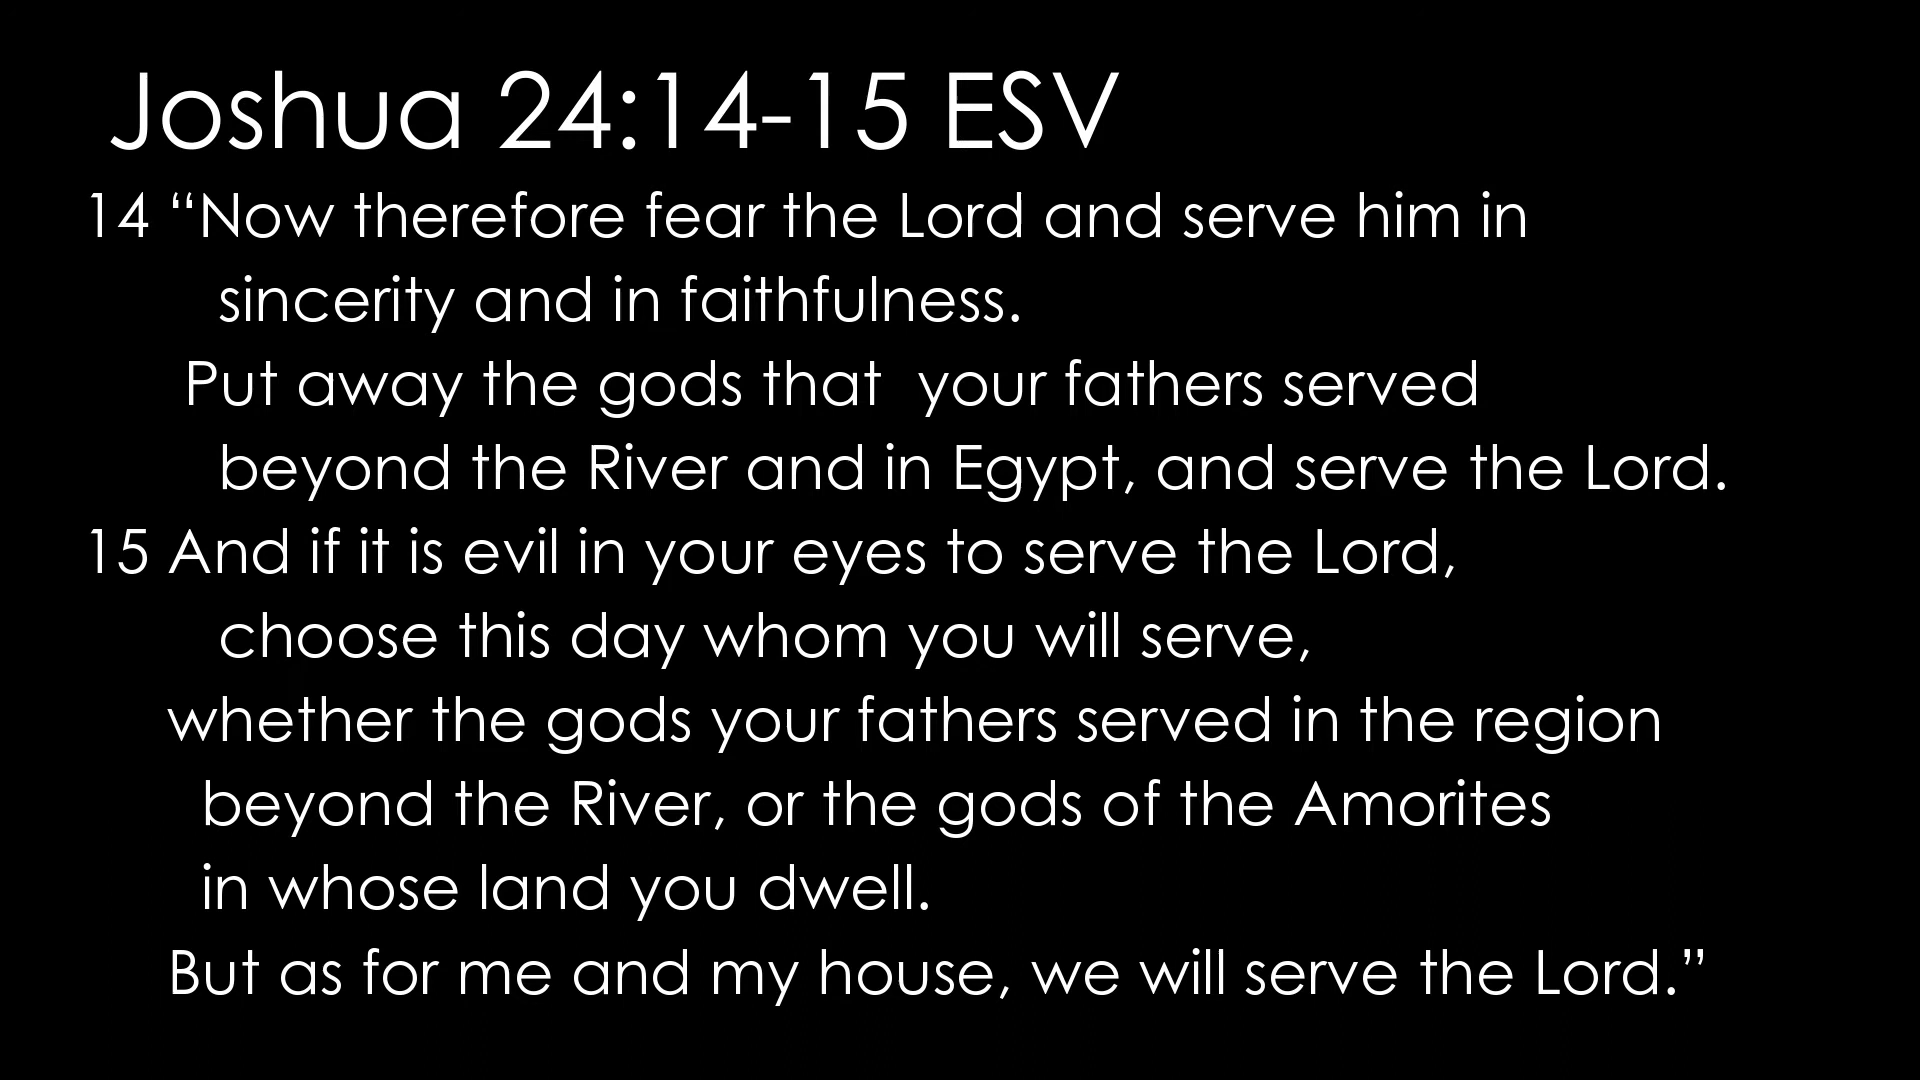 Joshua 24:14-15 ESV
14 “Now therefore fear the Lord and serve him in
sincerity and in faithfulness.
Put away the gods that  your fathers served
beyond the River and in Egypt, and serve the Lord.
15 And if it is evil in your eyes to serve the Lord,
choose this day whom you will serve,
whether the gods your fathers served in the region
beyond the River, or the gods of the Amorites
in whose land you dwell.
But as for me and my house, we will serve the Lord.”